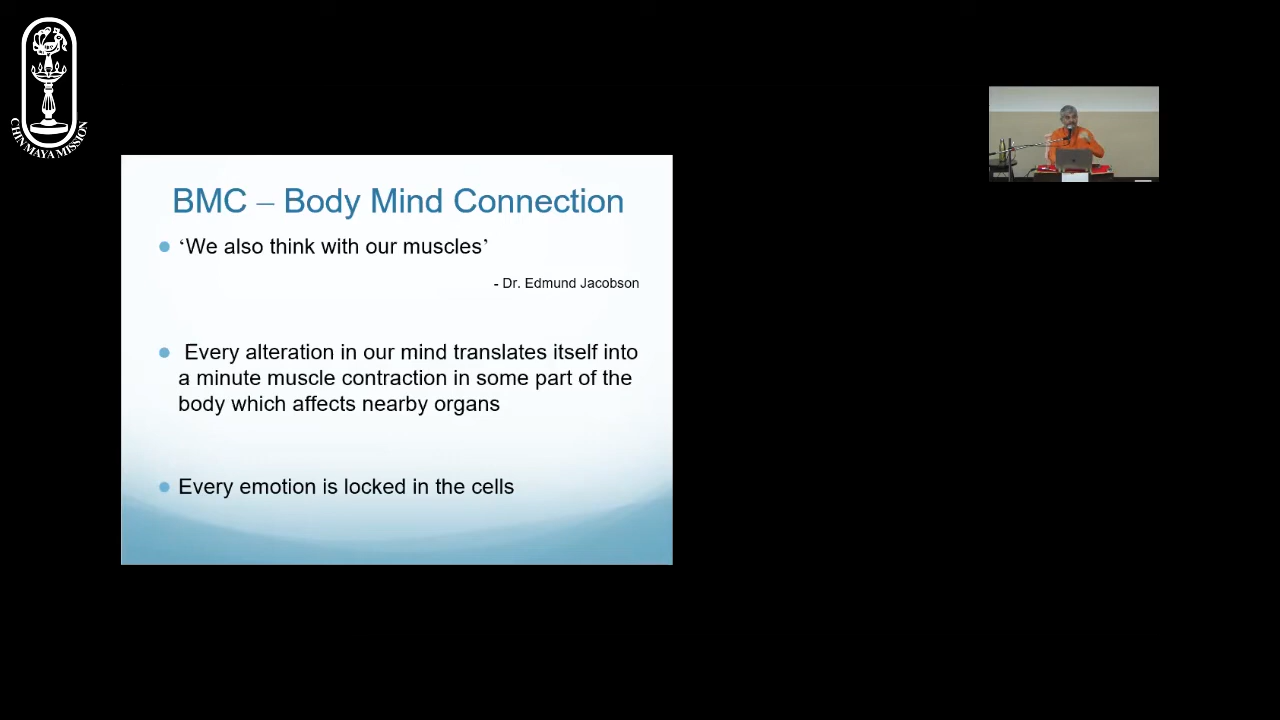 CHINMAYA MISSION
BMC – Body Mind Connection
‘We also think with our muscles’
- Dr. Edmund Jacobson
Every alteration in our mind translates itself into
a minute muscle contraction in some part of the
body which affects nearby organs
Every emotion is locked in the cells